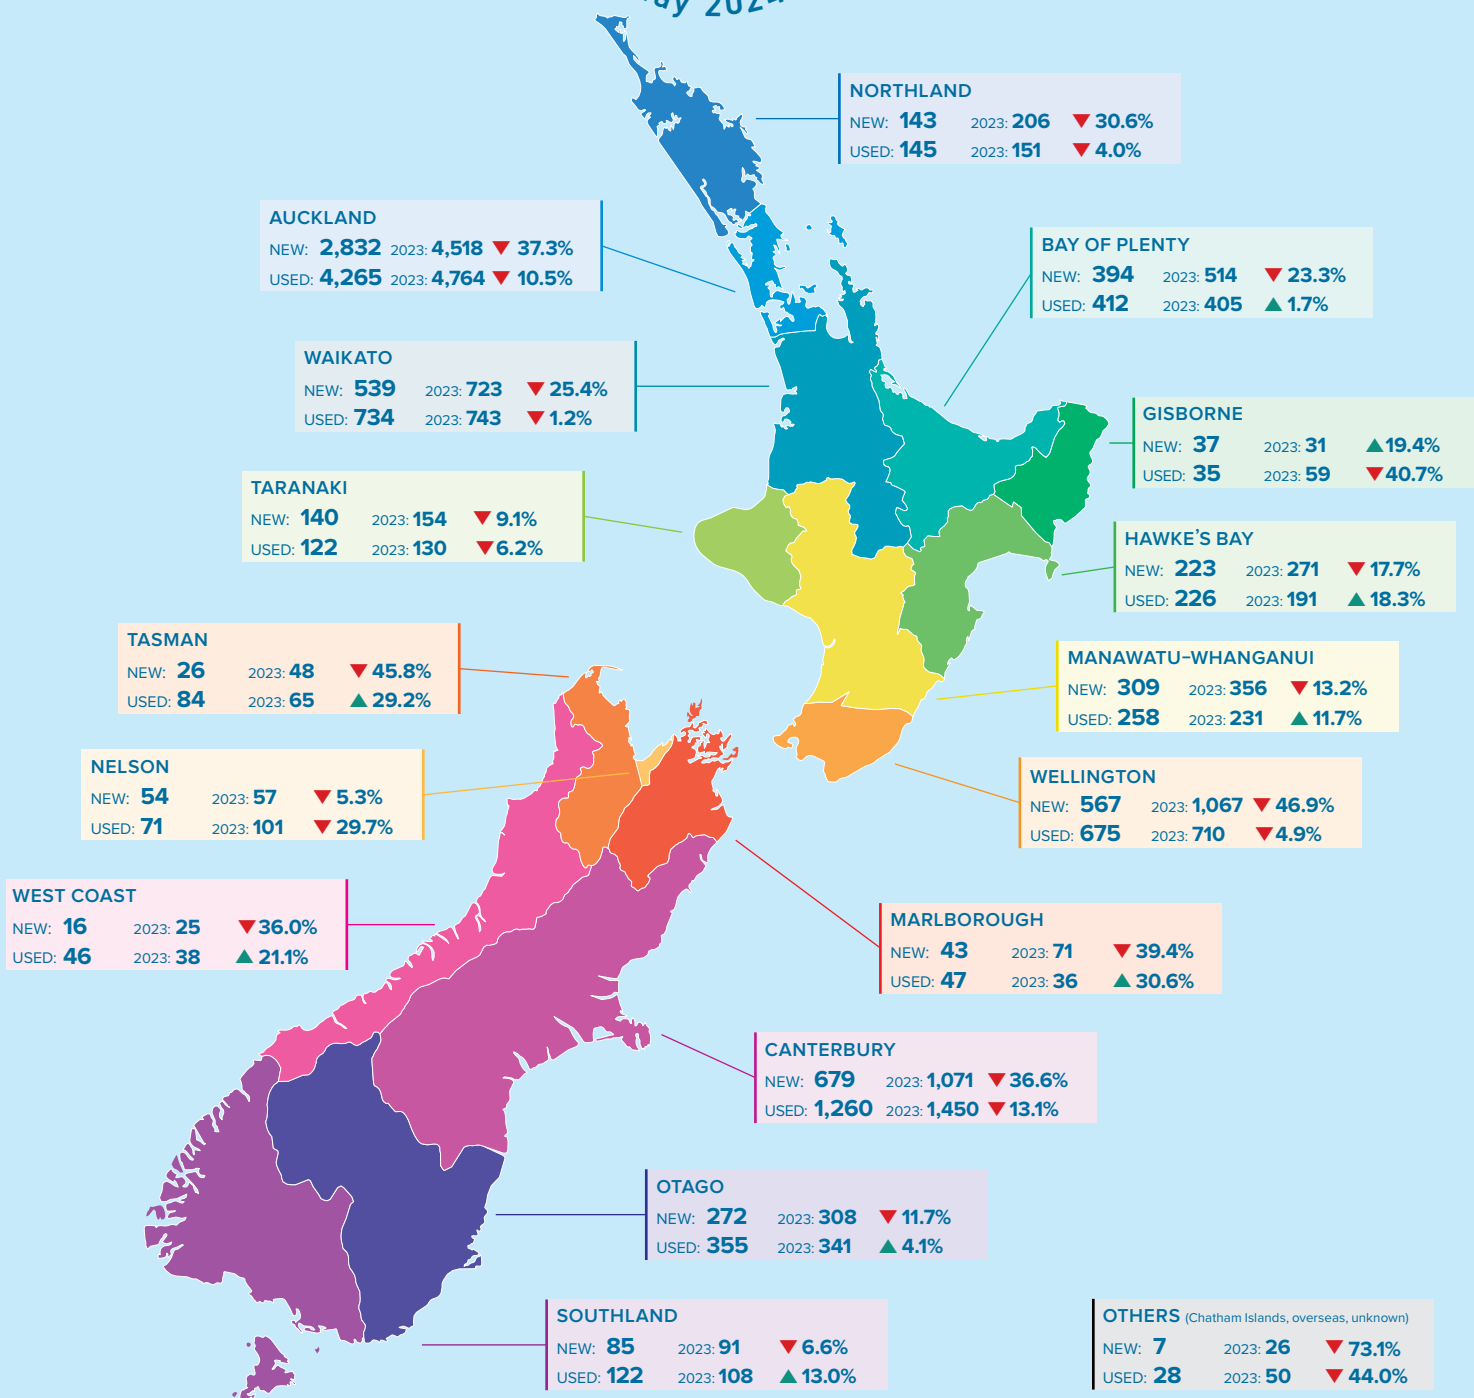 2024
NORTHLAND
NEW: 143 2023: 206 ▼ 30.6%
USED: 145 2023: 151 ▼ 4.0%
AUCKLAND
NEW: 2,832 2023: 4,518 ▼ 37.3%
USED: 4,265 2023: 4,764 ▼ 10.5%
BAY OF PLENTY
NEW: 394 2023: 514 ▼ 23.3%
USED: 412 2023: 405 ▲ 1.7%
WAIKATO
NEW: 539 2023: 723 ▼ 25.4%
USED: 734 2023: 743 ▼ 1.2%
GISBORNE
NEW: 37 2023: 31 ▲ 19.4%
USED: 35 2023: 59 ▼ 40.7%
TARANAKI
NEW: 140 2023: 154 ▼ 9.1%
USED: 122 2023: 130 ▼ 6.2%
HAWKE'S BAY
NEW: 223 2023: 271 ▼ 17.7%
USED: 226 2023: 191 ▲ 18.3%
TASMAN
NEW: 26 2023: 48 ▼ 45.8%
USED: 84 2023: 65 ▲ 29.2%
MANAWATU-WHANGANUI
NEW: 309 2023: 356 ▼ 13.2%
USED: 258 2023: 231 ▲ 11.7%
NELSON
NEW: 54 2023: 57 ▼ 5.3%
USED: 71 2023: 101 ▼ 29.7%
WELLINGTON
NEW: 567 2023: 1,067 ▼ 46.9%
USED: 675 2023: 710 ▼ 4.9%
WEST COAST
NEW: 16 2023: 25 ▼ 36.0%
USED: 46 2023: 38 ▲ 21.1%
MARLBOROUGH
NEW: 43 2023: 71 ▼ 39.4%
USED: 47 2023: 36 ▲ 30.6%
CANTERBURY
NEW: 679 2023: 1,071 ▼ 36.6%
USED: 1,260 2023: 1,450 ▼ 13.1%
OTAGO
NEW: 272 2023: 308 ▼ 11.7%
USED: 355 2023: 341 ▲ 4.1%
SOUTHLAND
NEW: 85 2023: 91 ▼ 6.6%
USED: 122 2023: 108 ▲ 13.0%
OTHERS (Chatham Islands, overseas, unknown)
NEW: 7 2023: 26 ▼ 73.1%
USED: 28 2023: 50 ▼ 44.0%